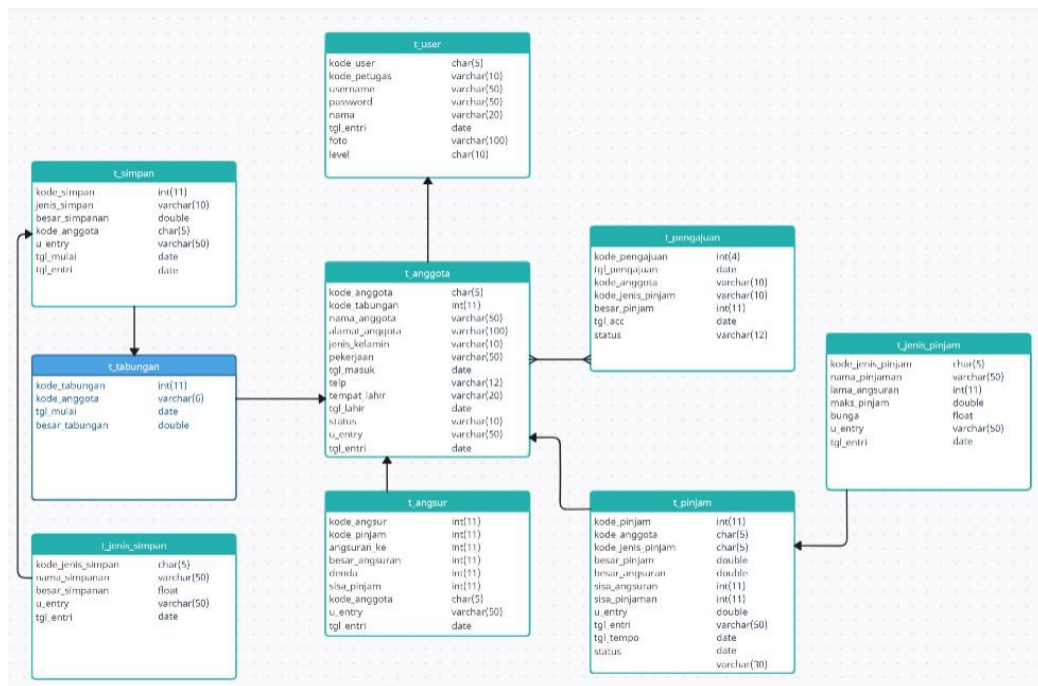 t_user
kode_user char(5)
kode_petugas varchar(10)
username varchar(50)
password varchar(50)
nama varchar(20)
tgl_entri date
foto varchar(100)
level char(10)
t_simpan
kode_simpan int(11)
jenis_simpan varchar(10)
besar_simpanan double
kode_anggota char(5)
u_entry varchar(50)
tgl_mulai date
tgl_entri date
t_anggota
kode_anggota char(5)
kode_tabungan int(11)
nama_anggota varchar(50)
alamat_anggota varchar(100)
jenis_kelamin varchar(10)
pekerjaan varchar(50)
tgl_masuk date
telp varchar(12)
tempat_lahir varchar(20)
tgl_lahir date
status varchar(10)
u_entry varchar(50)
tgl_entri date
t_pengajuan
kode_pengajuan int(4)
tgl_pengajuan date
kode_anggota varchar(10)
kode_jenis_pinjam varchar(10)
besar_pinjam int(11)
tgl_acc date
status varchar(12)
t_jenis_pinjam
kode_jenis_pinjam char(5)
nama_pinjaman varchar(50)
lama_angsuran int(11)
maks_pinjam double
bunga float
u_entry varchar(50)
tgl_entri date
t_tabungan
kode_tabungan int(11)
kode_anggota varchar(6)
tgl_mulai date
besar_tabungan double
t_jenis_simpan
kode_jenis_simpan char(5)
nama_simpanan varchar(50)
besar_simpanan float
u_entry varchar(50)
tgl_entri date
t_angsur
kode_angsur int(11)
kode_pinjam int(11)
angsuran_ke int(11)
besar_angsuran int(11)
denda int(11)
sisa_pinjam int(11)
kode_anggota char(5)
u_entry varchar(50)
tgl_entri date
t_pinjam
kode_pinjam int(11)
kode_anggota char(5)
kode_jenis_pinjam char(5)
besar_pinjam double
besar_angsuran double
sisa_angsuran int(11)
sisa_pinjaman int(11)
u_entry double
tgl_entri varchar(50)
tgl_tempo date
status date
varchar(30)